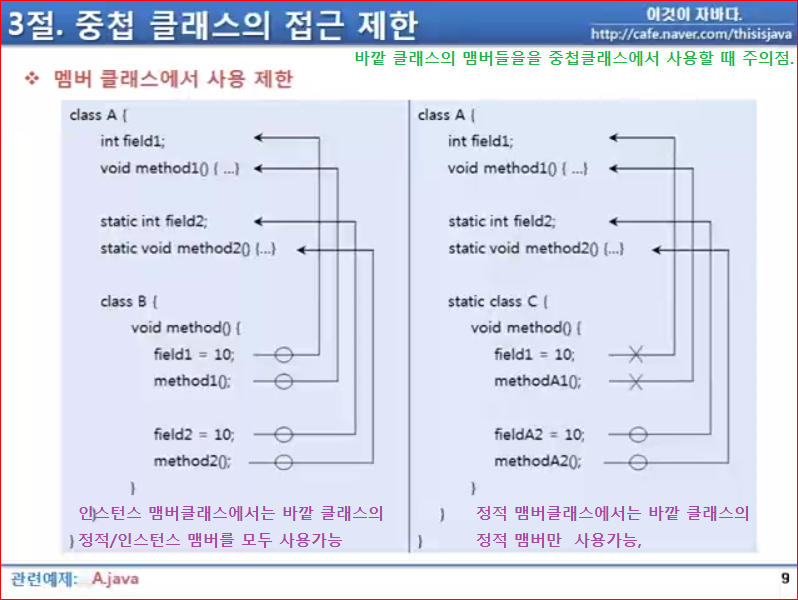 3절. 중첩 클래스의 접근 제한
이것이 자바다.
http://cafe.naver.com/thisisjava
바깥 클래스의 맴버들을을 중첩클래스에서 사용할 때 주의점.
❖ 멤버 클래스에서 사용 제한
class A {
int field1;
void method1() { ...}
static int field2;
static void method2() {...}
class B {
void method() {
field1 = 10;
method1();
field2 = 10;
method2();
}
}
인스턴스 맴버클래스에서는 바깥 클래스의
} 정적/인스턴스 맴버를 모두 사용가능
class A {
int field1;
void method1() { ...}
static int field2;
static void method2() {...}
static class C {
void method() {
field1 = 10;
methodA1();
fieldA2 = 10;
methodA2();
}
} 정적 맴버클래스에서는 바깥 클래스의
} 정적 맴버만 사용가능,
관련예제: A.java
9